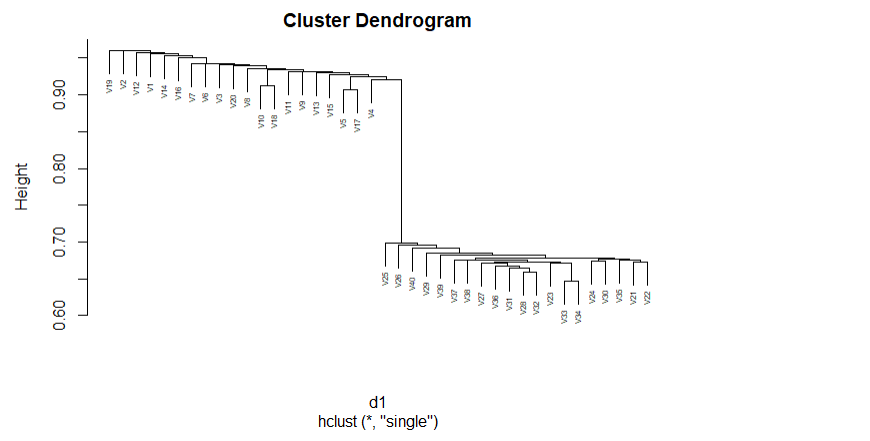 Cluster Dendrogram
Height
0.90
0.80
0.70
0.60
V19
V2
V12
V1
V14
V16
V7
V6
V3
V20
V8
V10
V18
V11
V9
V13
V15
V5
V17
V4
V25
V26
V40
V29
V39
V37
V38
V27
V36
V31
V28
V32
V23
V33
V34
V24
V30
V35
V21
V22
d1
hclust (*, "single")